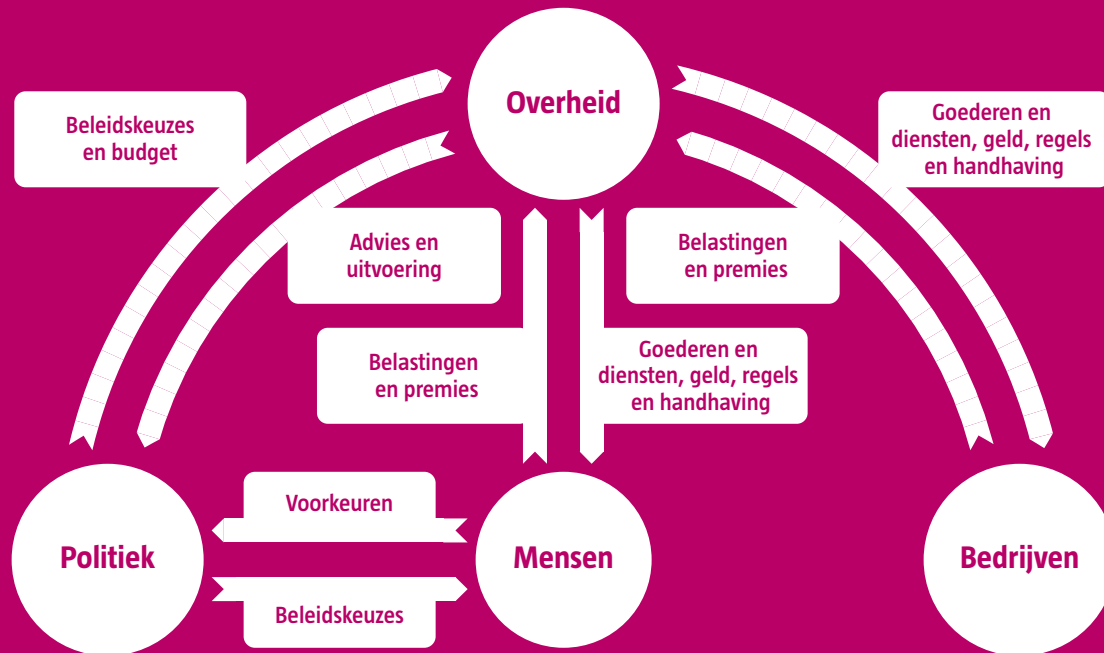 Overheid
Beleidskeuzes
en budget
Goederen en
diensten, geld, regels
en handhaving
Advies en
uitvoering
Belastingen
en premies
Belastingen
en premies
Goederen en
diensten, geld, regels
en handhaving
Voorkeuren
Politiek
Mensen
Bedrijven
Beleidskeuzes